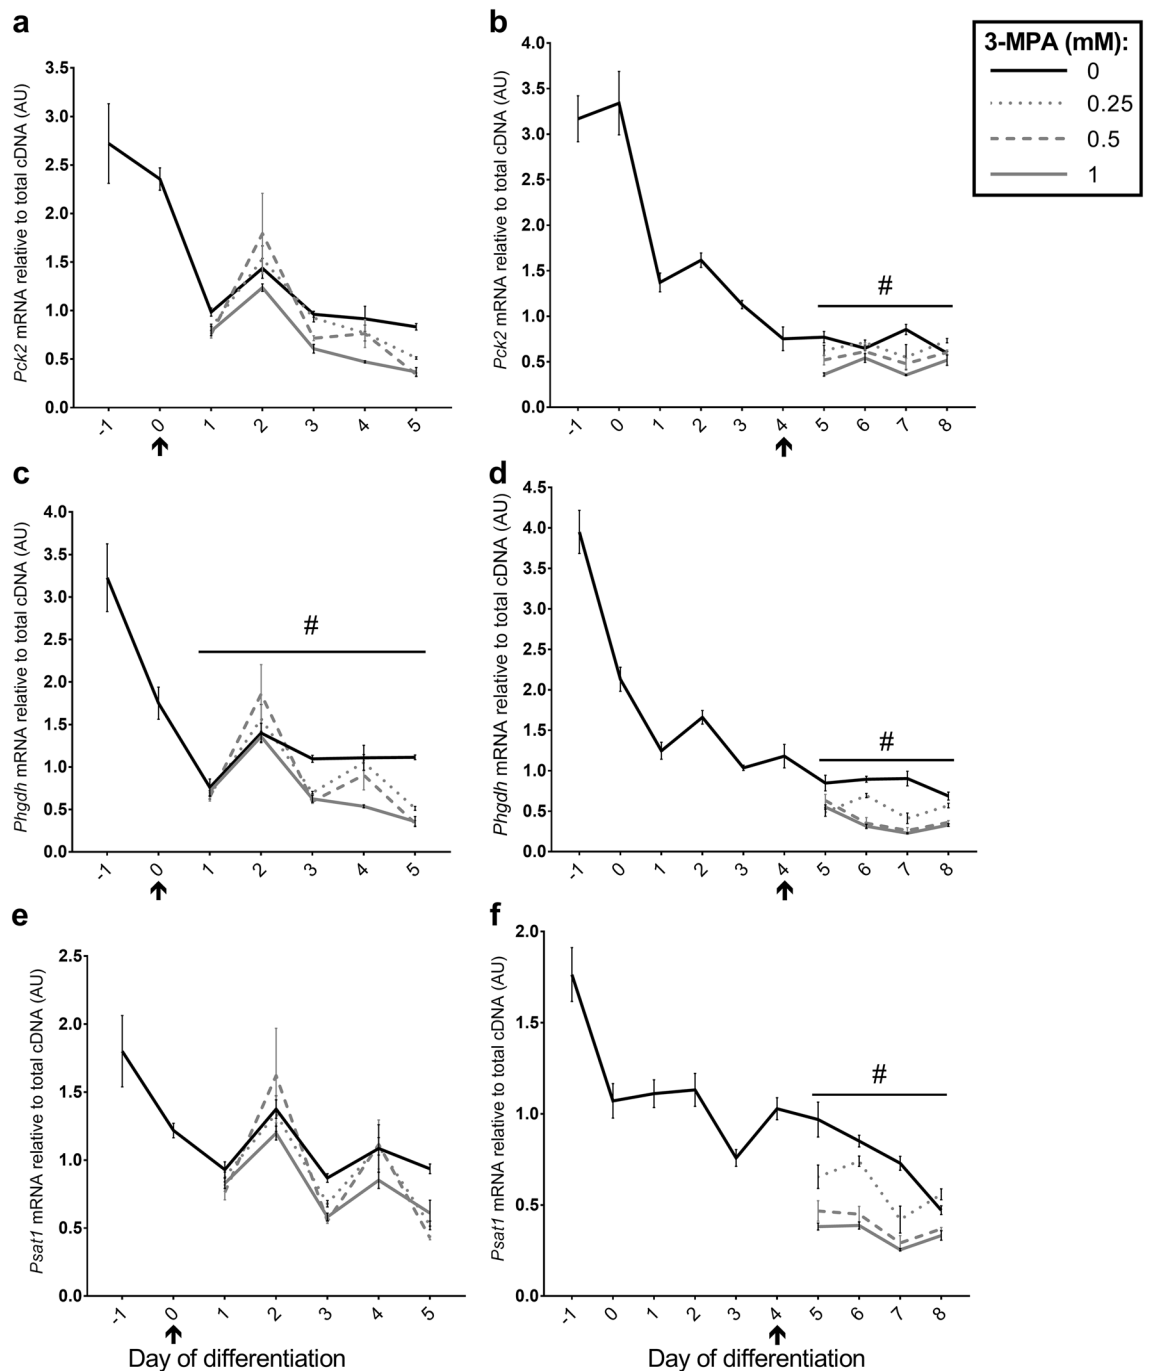 a
Pck2 mRNA relative to total cDNA (AU)
3.5
3.0
2.5
2.0
1.5
1.0
0.5
0.0
-1 0 1 2 3 4 5
b
Pck2 mRNA relative to total cDNA (AU)
4.0
3.5
3.0
2.5
2.0
1.5
1.0
0.5
0.0
#
-1 0 1 2 3 4 5 6 7 8
3-MPA (mM):
0
0.25
0.5
1
c
Phgdh mRNA relative to total cDNA (AU)
4.0
3.5
3.0
2.5
2.0
1.5
1.0
0.5
0.0
#
-1 0 1 2 3 4 5
d
Phgdh mRNA relative to total cDNA (AU)
4.5
4.0
3.5
3.0
2.5
2.0
1.5
1.0
0.5
0.0
#
-1 0 1 2 3 4 5 6 7 8
e
Psat1 mRNA relative to total cDNA (AU)
2.5
2.0
1.5
1.0
0.5
0.0
-1 0 1 2 3 4 5
Day of differentiation
f
Psat1 mRNA relative to total cDNA (AU)
2.0
1.5
1.0
0.5
0.0
#
-1 0 1 2 3 4 5 6 7 8
Day of differentiation